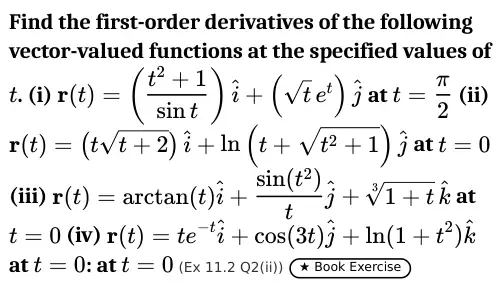 Find the first-order derivatives of the following
vector-valued functions at the specified values of
t. (i) r(t) = ( (t² + 1) / (sin t) ) î + (√t eᵗ) ĵ at t = π/2 (ii)
r(t) = (t√(t + 2)) î + ln (t + √(t² + 1)) ĵ at t = 0
(iii) r(t) = arctan(t)î + sin(t²)/t ĵ + ∛(1 + t) k̂ at
t = 0 (iv) r(t) = te⁻ᵗî + cos(3t)ĵ + ln(1 + t²)k̂
at t = 0: at t = 0 (Ex 11.2 Q2(ii)) ★ Book Exercise